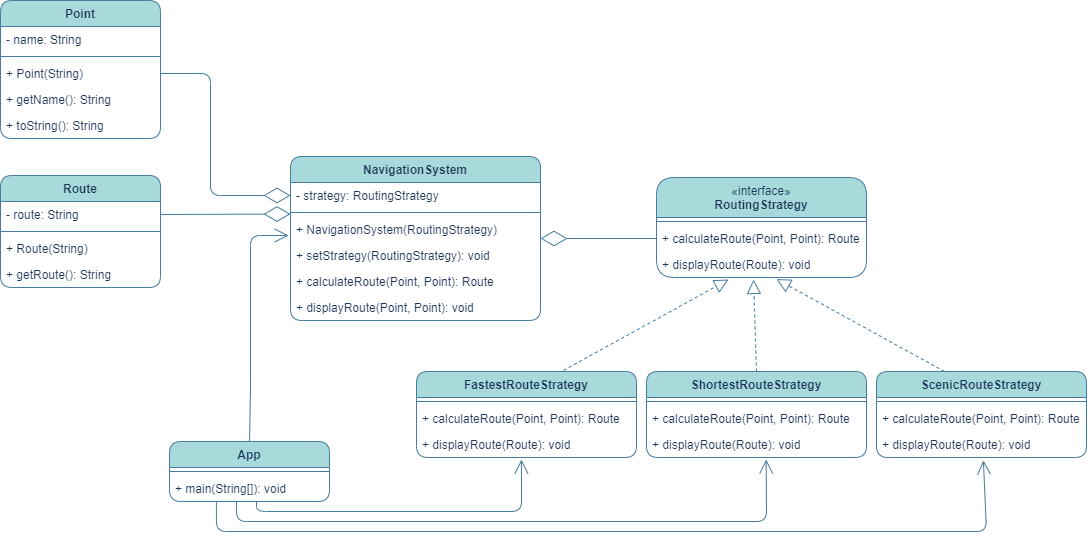 Point
- name: String
+ Point(String)
+ getName(): String
+ toString(): String
Route
- route: String
+ Route(String)
+ getRoute(): String
NavigationSystem
- strategy: RoutingStrategy
+ NavigationSystem(RoutingStrategy)
+ setStrategy(RoutingStrategy): void
+ calculateRoute(Point, Point): Route
+ displayRoute(Point, Point): void
«interface»
RoutingStrategy
+ calculateRoute(Point, Point): Route
+ displayRoute(Route): void
FastestRouteStrategy
+ calculateRoute(Point, Point): Route
+ displayRoute(Route): void
ShortestRouteStrategy
+ calculateRoute(Point, Point): Route
+ displayRoute(Route): void
ScenicRouteStrategy
+ calculateRoute(Point, Point): Route
+ displayRoute(Route): void
App
+ main(String[]): void